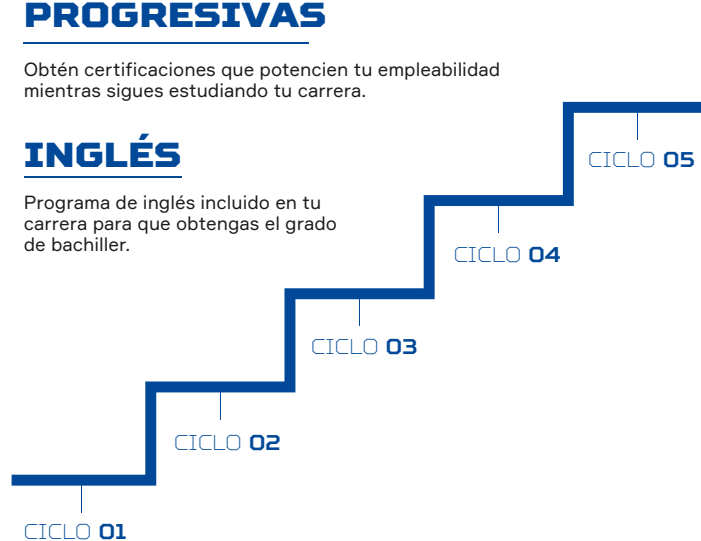 PROGRESIVAS
Obtén certificaciones que potencien tu empleabilidad
mientras sigues estudiando tu carrera.
INGLÉS
Programa de inglés incluido en tu
carrera para que obtengas el grado
de bachiller.
CICLO 05
CICLO 04
CICLO 03
CICLO 02
CICLO 01